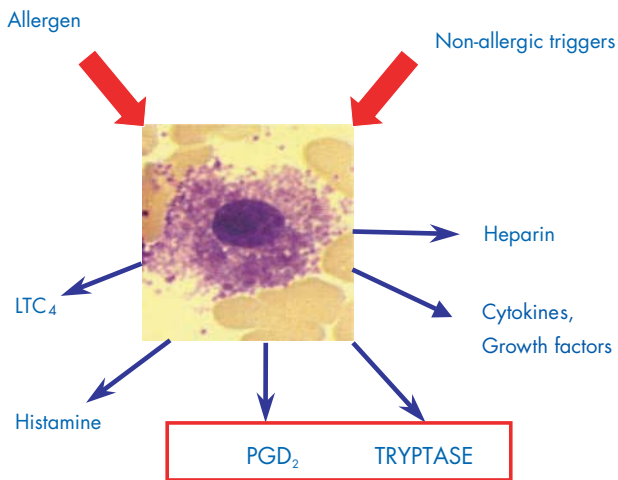 Allergen
Non-allergic triggers
Heparin
LTC₄
Cytokines,
Growth factors
Histamine
PGD₂ TRYPTASE